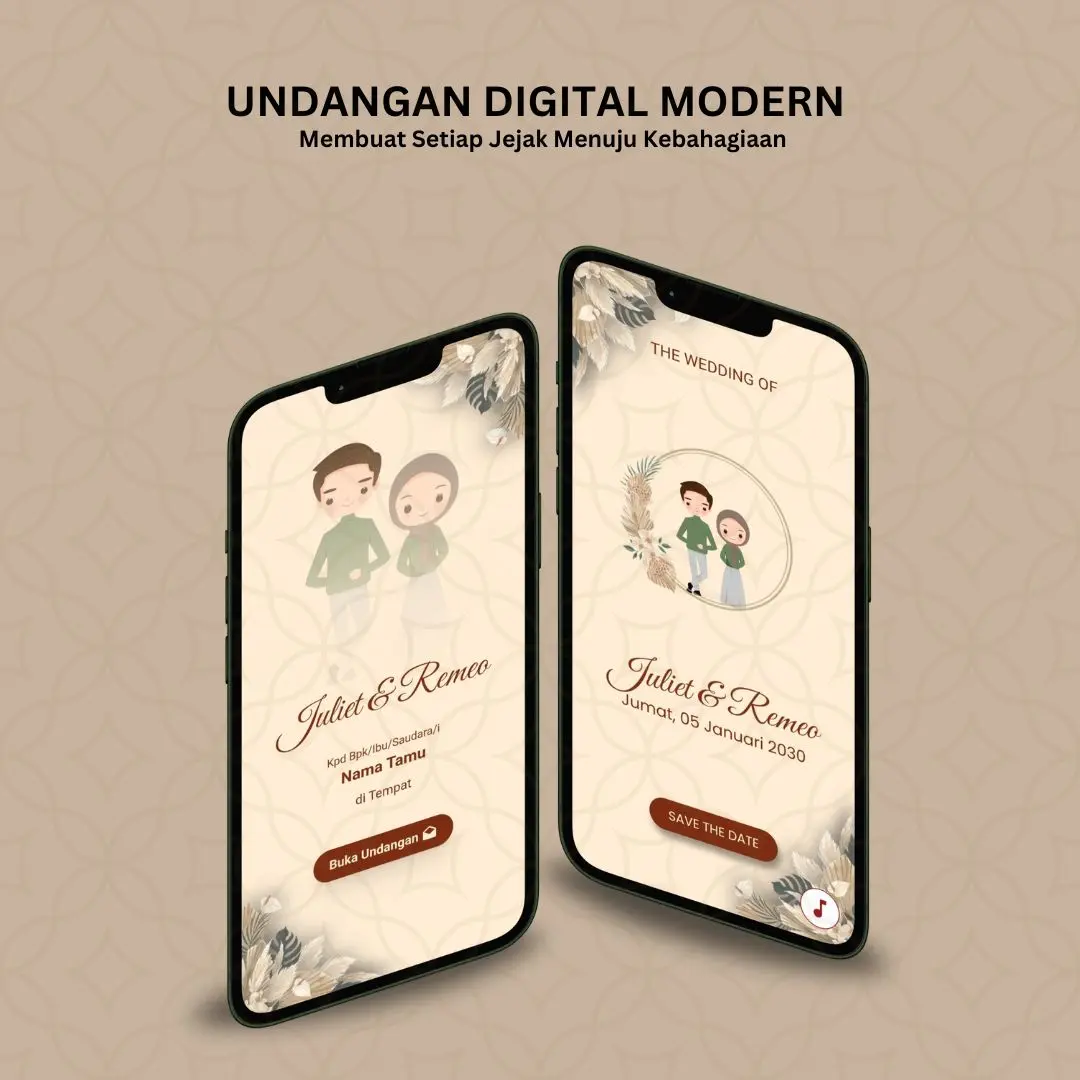 UNDANGAN DIGITAL MODERN
Membuat Setiap Jejak Menuju Kebahagiaan
Juliet & Remeo
Kpd Bpk/Ibu/Saudara/i
Nama Tamu
di Tempat
Buka Undangan
THE WEDDING OF
Juliet & Remeo
Jumat, 05 Januari 2030
SAVE THE DATE